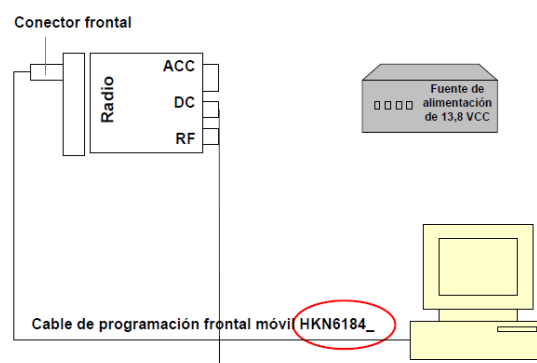 Conector frontal
Radio
ACC
DC
RF
Fuente de
alimentación
de 13,8 VCC
Cable de programación frontal móvil HKN6184_